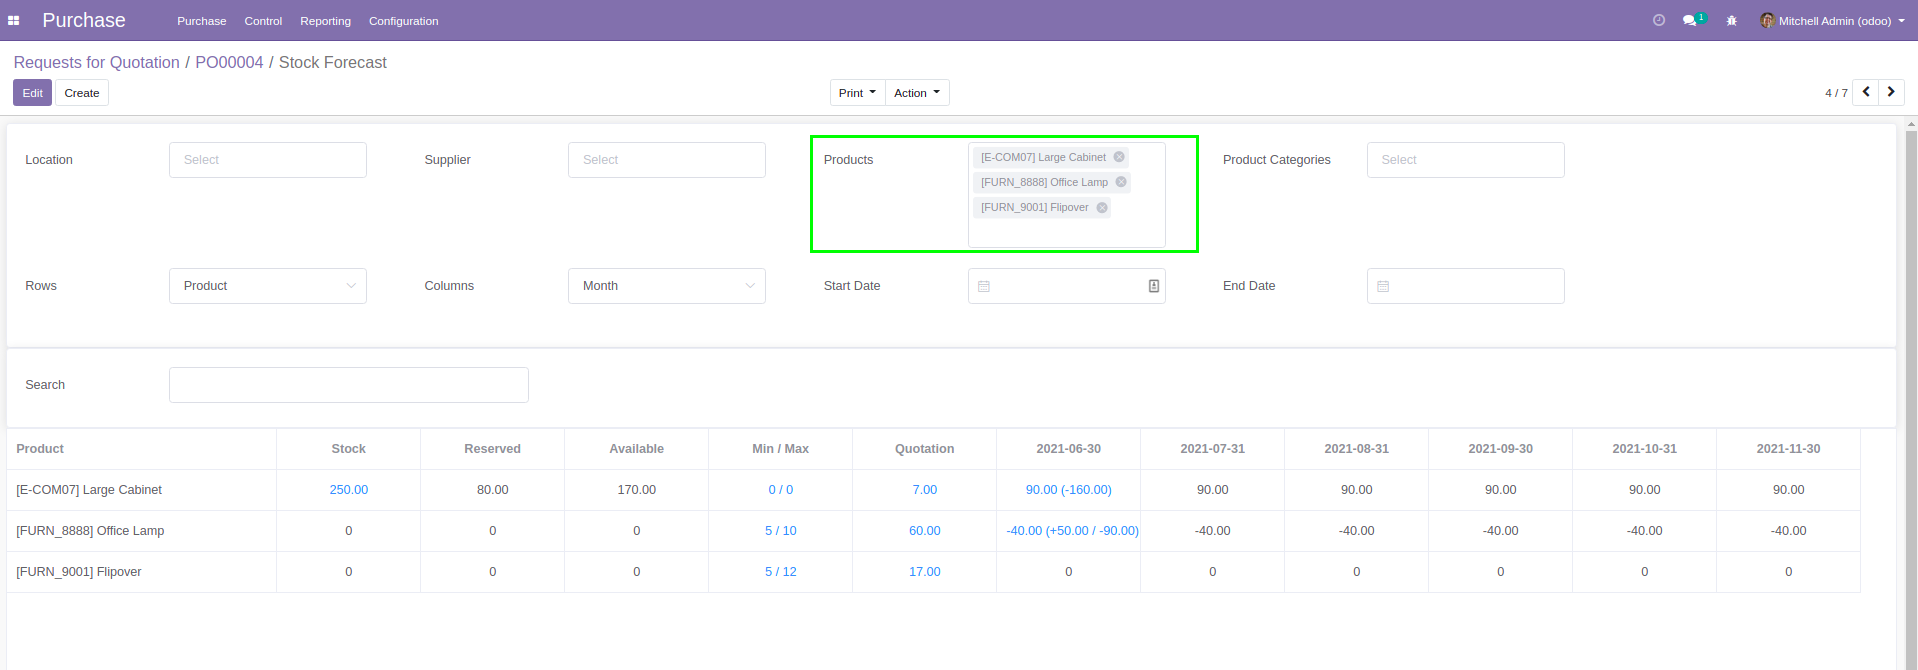 Purchase Purchase Control Reporting Configuration 1 Mitchell Admin (odoo)
Requests for Quotation / PO00004 / Stock Forecast
Edit Create Print Action 4 / 7
Location Select Supplier Select Products [E-COM07] Large Cabinet Product Categories Select
[FURN_8888] Office Lamp
[FURN_9001] Flipover
Rows Product Columns Month Start Date End Date
Search
Product Stock Reserved Available Min / Max Quotation 2021-06-30 2021-07-31 2021-08-31 2021-09-30 2021-10-31 2021-11-30
[E-COM07] Large Cabinet 250.00 80.00 170.00 0 / 0 7.00 90.00 (-160.00) 90.00 90.00 90.00 90.00 90.00
[FURN_8888] Office Lamp 0 0 0 5 / 10 60.00 -40.00 (+50.00 / -90.00) -40.00 -40.00 -40.00 -40.00 -40.00
[FURN_9001] Flipover 0 0 0 5 / 12 17.00 0 0 0 0 0 0